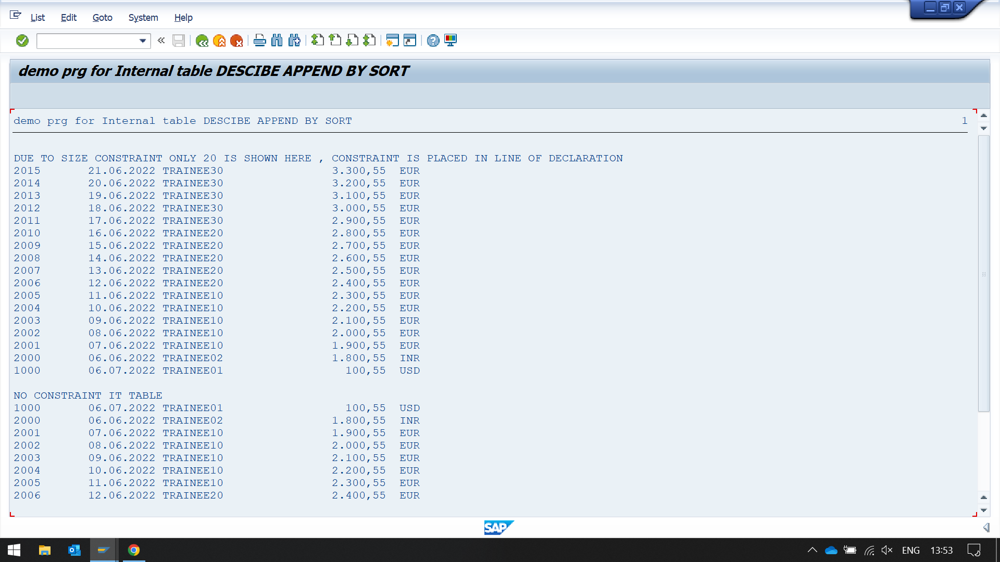 List Edit Goto System Help
demo prg for Internal table DESCIBE APPEND BY SORT
demo prg for Internal table DESCIBE APPEND BY SORT 1
DUE TO SIZE CONSTRAINT ONLY 20 IS SHOWN HERE , CONSTRAINT IS PLACED IN LINE OF DECLARATION
2015 21.06.2022 TRAINEE30 3.300,55 EUR
2014 20.06.2022 TRAINEE30 3.200,55 EUR
2013 19.06.2022 TRAINEE30 3.100,55 EUR
2012 18.06.2022 TRAINEE30 3.000,55 EUR
2011 17.06.2022 TRAINEE30 2.900,55 EUR
2010 16.06.2022 TRAINEE20 2.800,55 EUR
2009 15.06.2022 TRAINEE20 2.700,55 EUR
2008 14.06.2022 TRAINEE20 2.600,55 EUR
2007 13.06.2022 TRAINEE20 2.500,55 EUR
2006 12.06.2022 TRAINEE20 2.400,55 EUR
2005 11.06.2022 TRAINEE10 2.300,55 EUR
2004 10.06.2022 TRAINEE10 2.200,55 EUR
2003 09.06.2022 TRAINEE10 2.100,55 EUR
2002 08.06.2022 TRAINEE10 2.000,55 EUR
2001 07.06.2022 TRAINEE10 1.900,55 EUR
2000 06.06.2022 TRAINEE02 1.800,55 INR
1000 06.07.2022 TRAINEE01 100,55 USD
NO CONSTRAINT IT TABLE
1000 06.07.2022 TRAINEE01 100,55 USD
2000 06.06.2022 TRAINEE02 1.800,55 INR
2001 07.06.2022 TRAINEE10 1.900,55 EUR
2002 08.06.2022 TRAINEE10 2.000,55 EUR
2003 09.06.2022 TRAINEE10 2.100,55 EUR
2004 10.06.2022 TRAINEE10 2.200,55 EUR
2005 11.06.2022 TRAINEE10 2.300,55 EUR
2006 12.06.2022 TRAINEE20 2.400,55 EUR
SAP
ENG 13:53